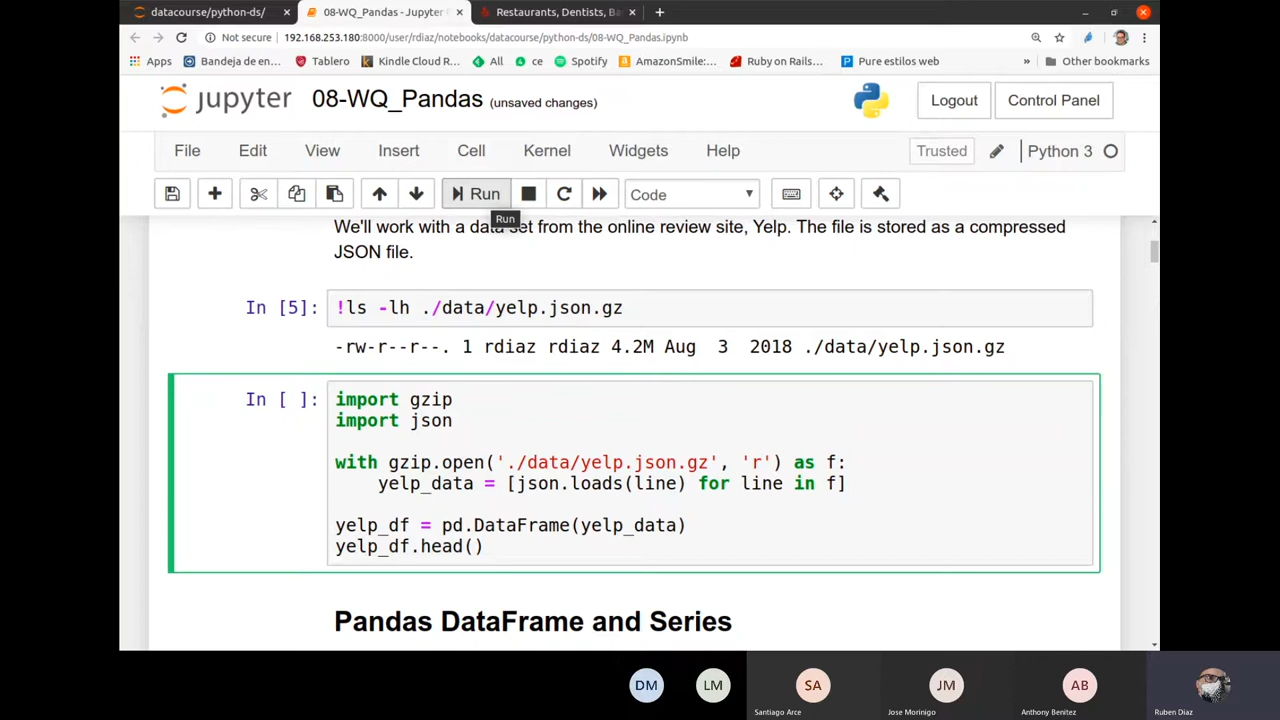 datacourse/python-ds/
08-WQ_Pandas - Jupyter
Restaurants, Dentists, Ba
Not secure
192.168.253.180:8000/user/rdiaz/notebooks/datacourse/python-ds/08-WQ_Pandas.ipynb
Apps
Bandeja de en...
Tablero
Kindle Cloud R...
All
ce
Spotify
AmazonSmile:...
Ruby on Rails...
Pure estilos web
»
Other bookmarks
jupyter
08-WQ_Pandas
(unsaved changes)
Logout
Control Panel
File
Edit
View
Insert
Cell
Kernel
Widgets
Help
Trusted
Python 3
Run
Code
Run
We'll work with a data set from the online review site, Yelp. The file is stored as a compressed
JSON file.
In [5]:
!ls -lh ./data/yelp.json.gz
-rw-r--r--. 1 rdiaz rdiaz 4.2M Aug  3  2018 ./data/yelp.json.gz
In [ ]:
import gzip
import json
with gzip.open('./data/yelp.json.gz', 'r') as f:
    yelp_data = [json.loads(line) for line in f]
yelp_df = pd.DataFrame(yelp_data)
yelp_df.head()
Pandas DataFrame and Series
DM
LM
SA
Santiago Arce
JM
Jose Morinigo
AB
Anthony Benitez
Ruben Diaz